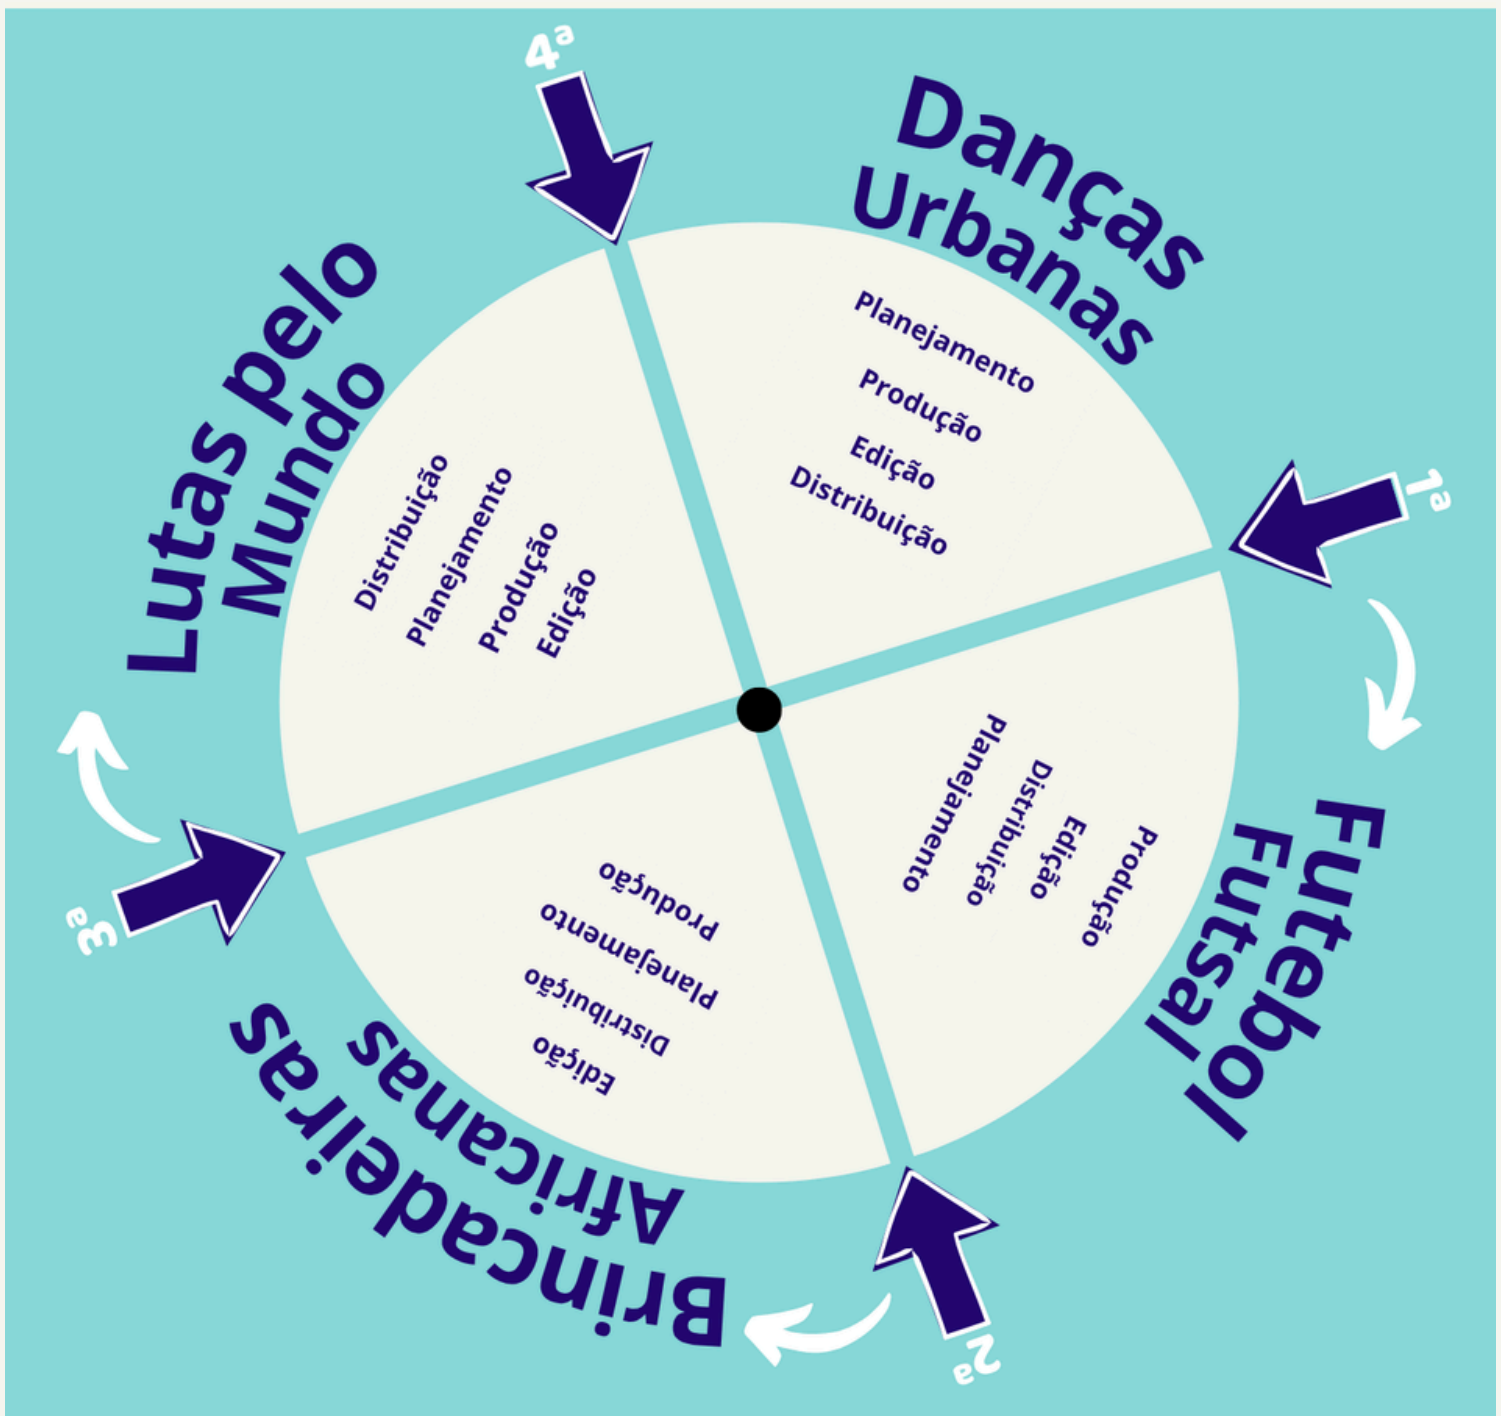 4ª
Danças
Urbanas
Planejamento
Produção
Edição
Distribuição
1ª
Futebol
Futsal
Produção
Edição
Distribuição
Planejamento
2ª
Brincadeiras
Africanas
Edição
Distribuição
Planejamento
Produção
3ª
Lutas pelo
Mundo
Distribuição
Planejamento
Produção
Edição